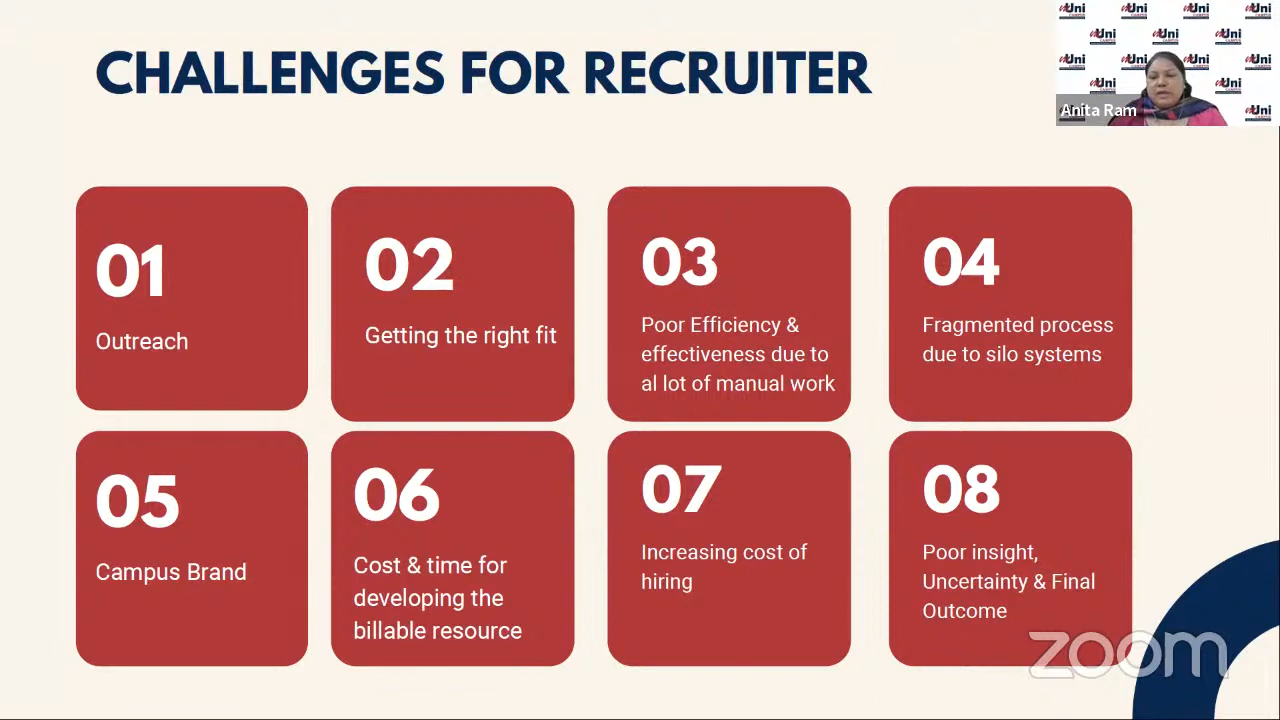 CHALLENGES FOR RECRUITER
Anita Ram
01
Outreach
02
Getting the right fit
03
Poor Efficiency &
effectiveness due to
al lot of manual work
04
Fragmented process
due to silo systems
05
Campus Brand
06
Cost & time for
developing the
billable resource
07
Increasing cost of
hiring
08
Poor insight,
Uncertainty & Final
Outcome
zoom